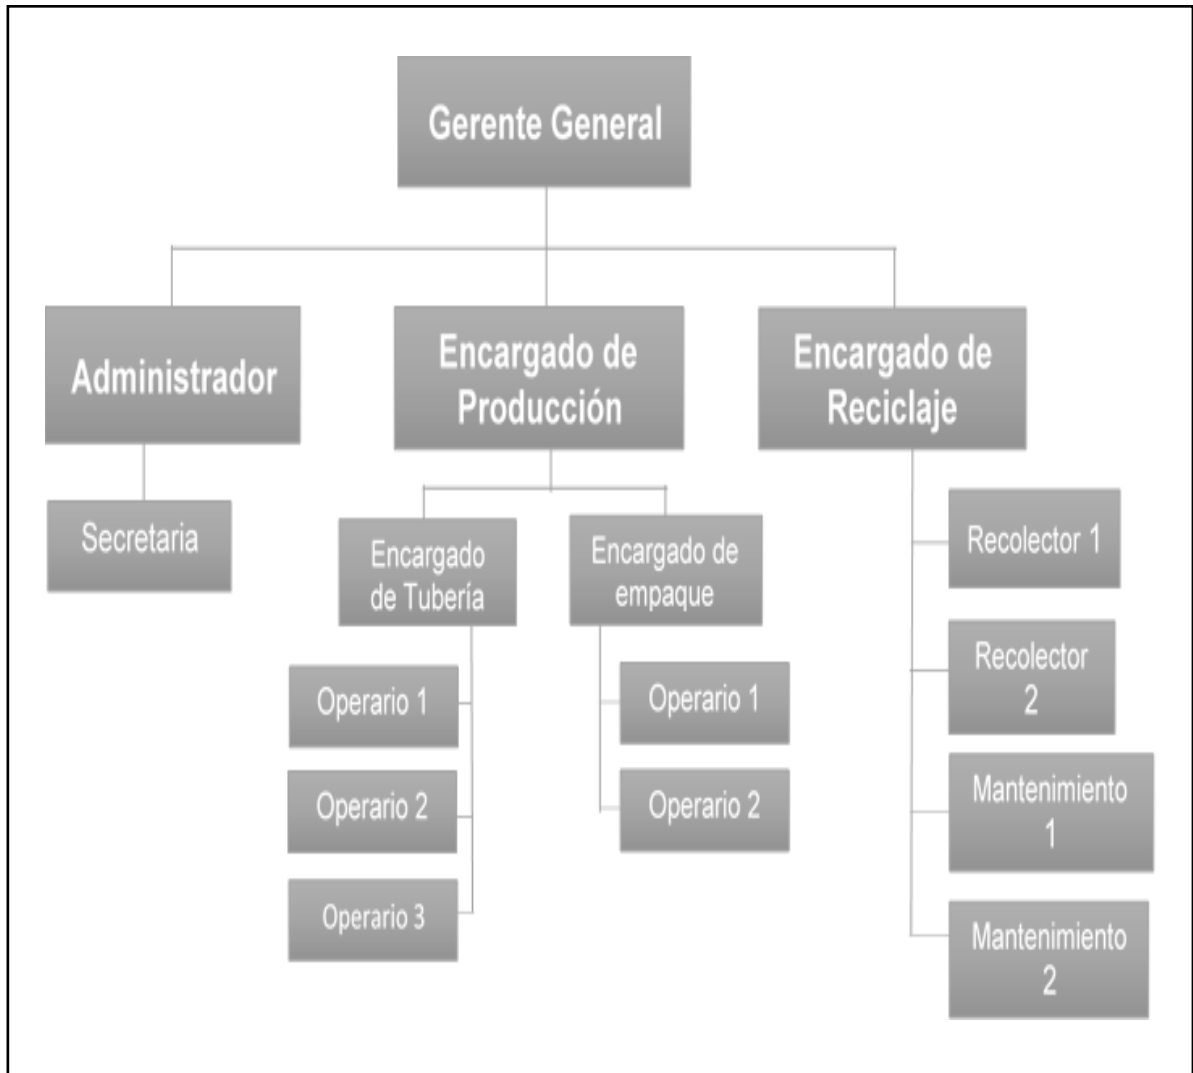 Gerente General
Administrador
Encargado de
Producción
Encargado de
Reciclaje
Secretaria
Encargado
de Tubería
Encargado de
empaque
Operario 1
Operario 2
Operario 3
Operario 1
Operario 2
Recolector 1
Recolector
2
Mantenimiento
1
Mantenimiento
2